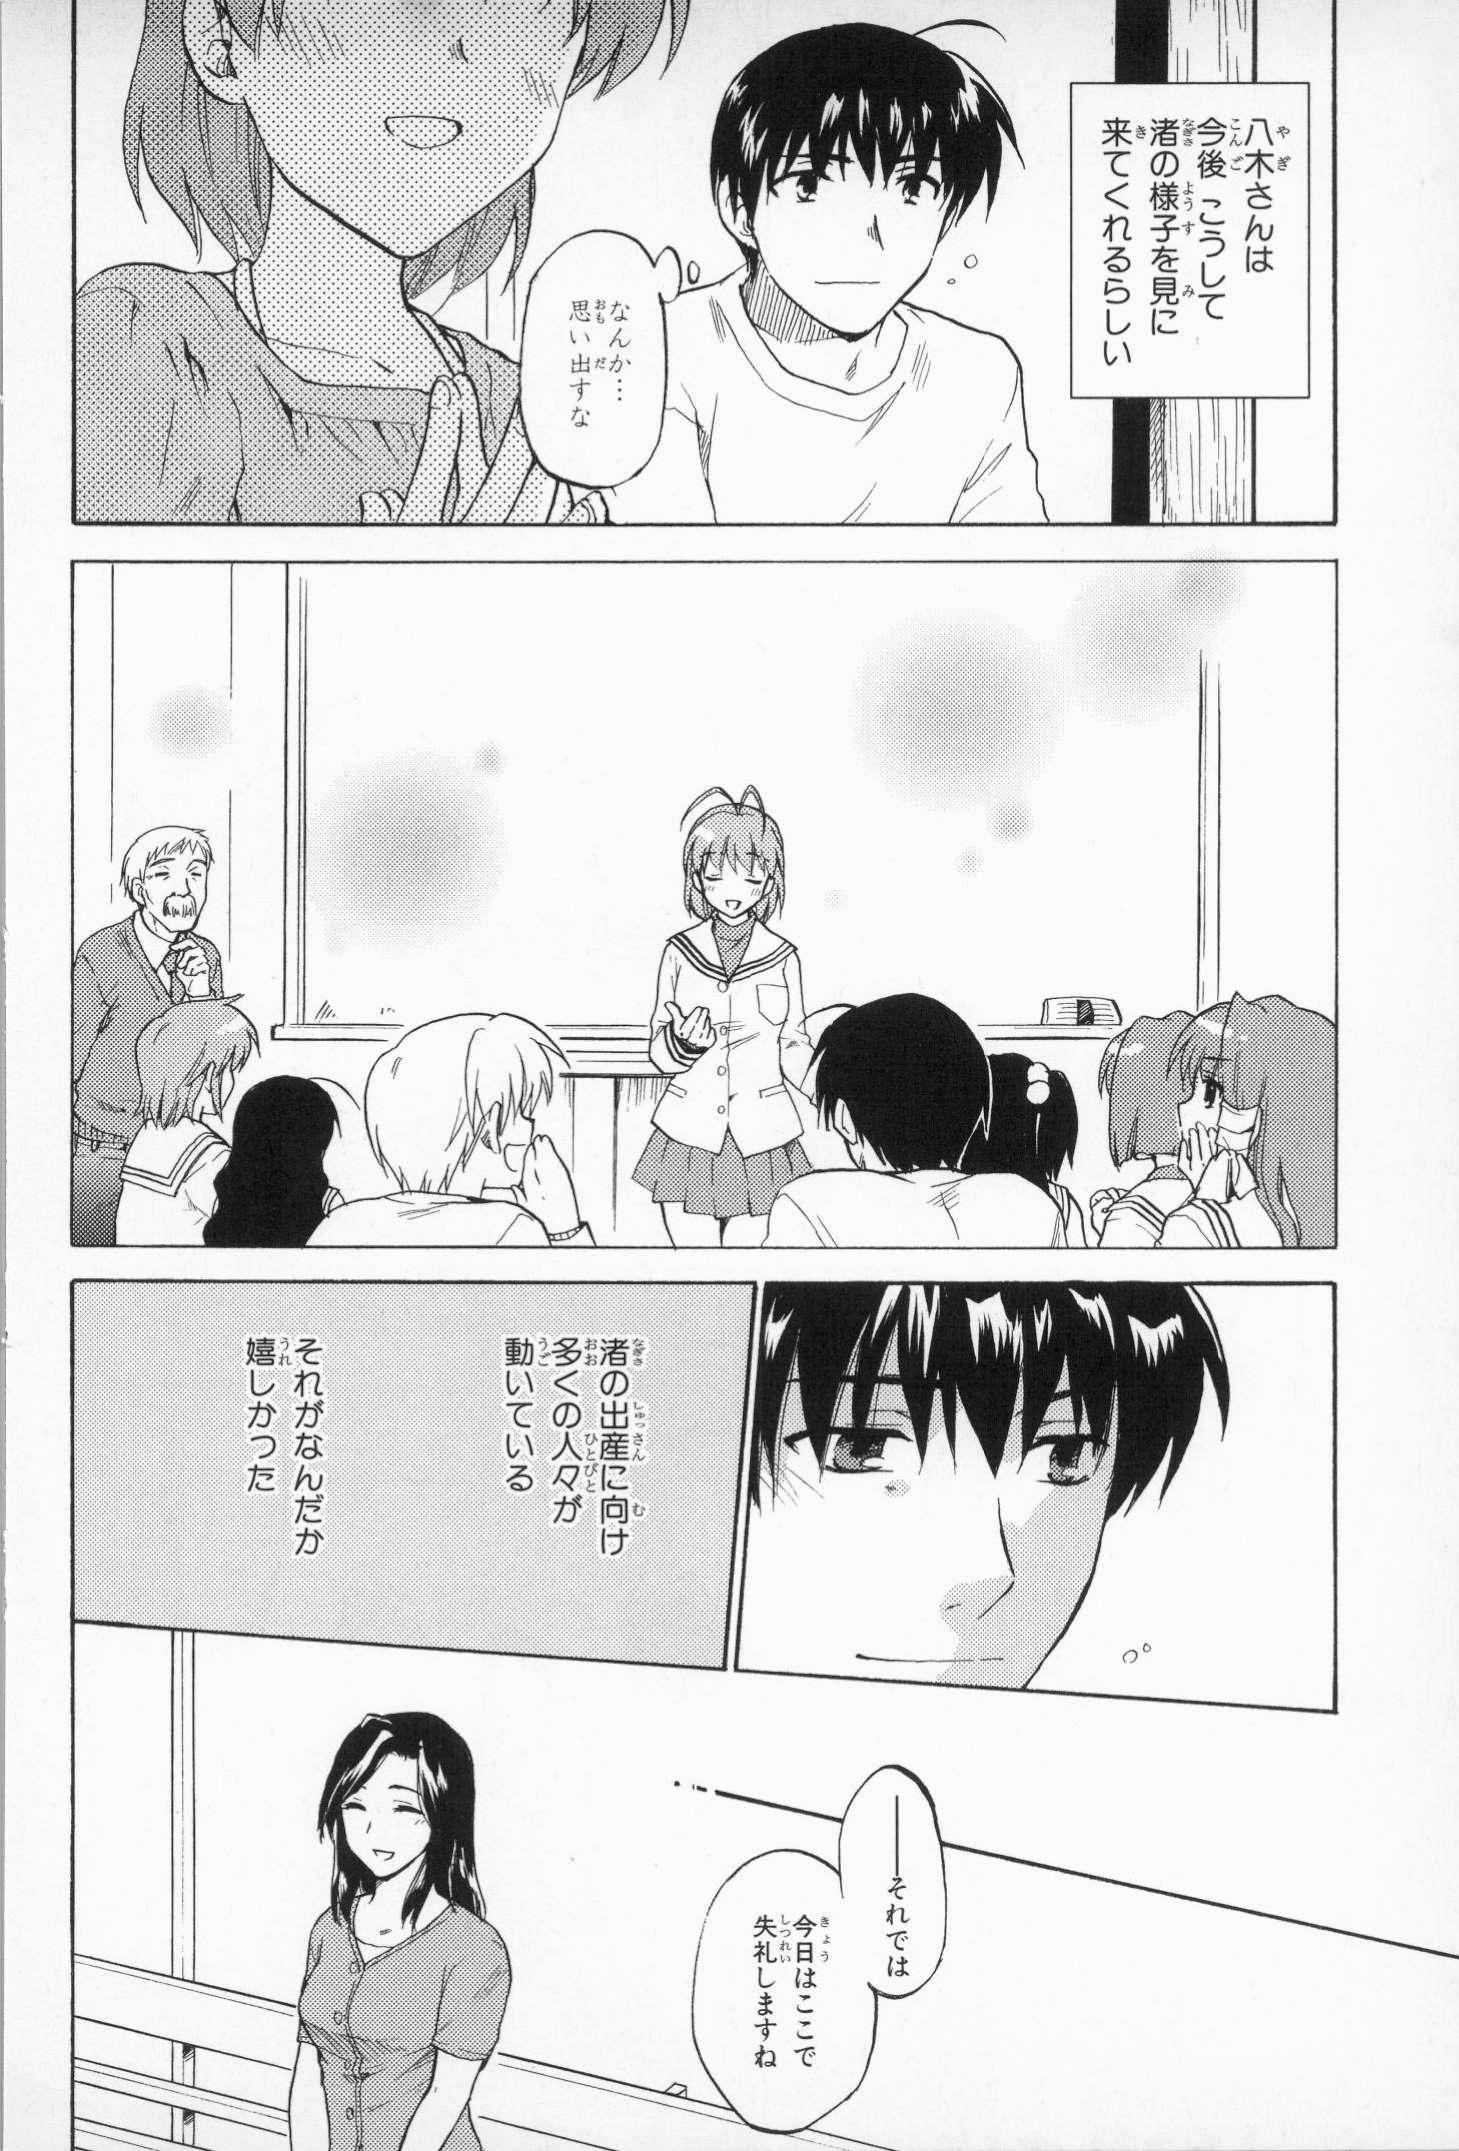 八木さんは
今後 こうして
渚の様子を見に
来てくれるらしい
なんか…
思い出すな
渚の出産に向け
多くの人々が
動いている
それがなんだか
嬉しかった
――それでは
今日はここで
失礼しますね